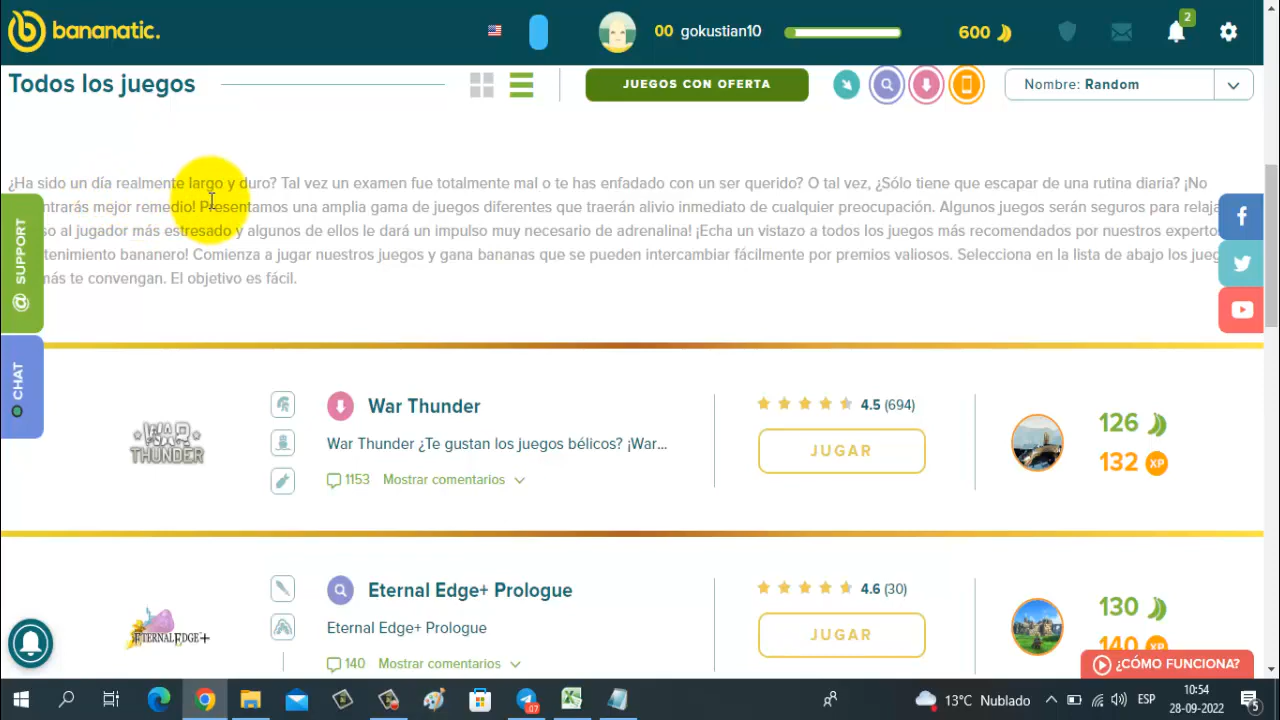 bananatic.
00 gokustian10
600
2
Todos los juegos
JUEGOS CON OFERTA
Nombre: Random
¿Ha sido un día realmente largo y duro? Tal vez un examen fue totalmente mal o te has enfadado con un ser querido? O tal vez, ¿Sólo tiene que escapar de una rutina diaria? ¡No
mejor remedio! Presentamos una amplia gama de juegos diferentes que traerán alivio inmediato de cualquier preocupación. Algunos juegos serán seguros para
al jugador más estresado y algunos de ellos le dará un impulso muy necesario de adrenalina! ¡Echa un vistazo a todos los juegos más recomendados por nuestros
bananero! Comienza a jugar nuestros juegos y gana bananas que se pueden intercambiar fácilmente por premios valiosos. Selecciona en la lista de abajo los
te convengan. El objetivo es fácil.
@ SUPPORT
CHAT
War Thunder
War Thunder ¿Te gustan los juegos bélicos? ¡War...
1153 Mostrar comentarios
4.5 (694)
JUGAR
126
132 XP
WAR THUNDER
Eternal Edge+ Prologue
Eternal Edge+ Prologue
140 Mostrar comentarios
4.6 (30)
JUGAR
130
140 XP
ETERNAL EDGE+
¿CÓMO FUNCIONA?
07
13°C Nublado
ESP
10:54
28-09-2022
5